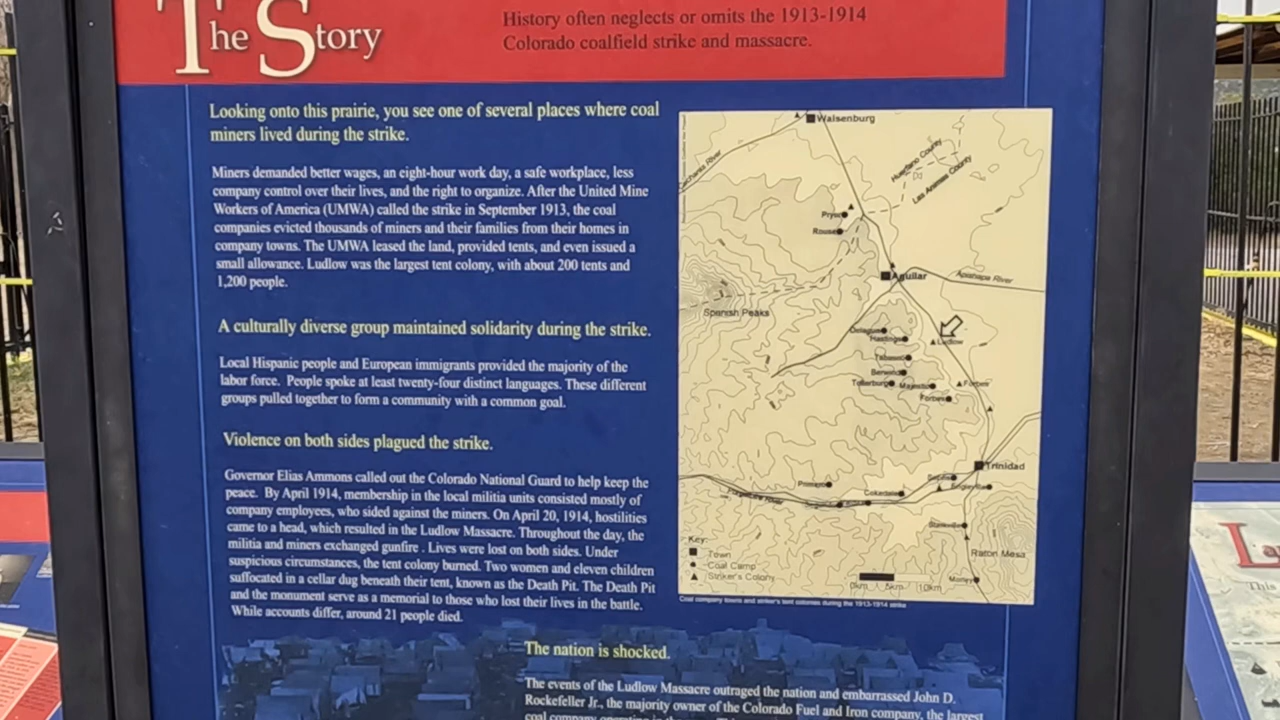 The Story
History often neglects or omits the 1913-1914
Colorado coalfield strike and massacre.
Looking onto this prairie, you see one of several places where coal
miners lived during the strike.
Miners demanded better wages, an eight-hour work day, a safe workplace, less
company control over their lives, and the right to organize. After the United Mine
Workers of America (UMWA) called the strike in September 1913, the coal
companies evicted thousands of miners and their families from their homes in
company towns. The UMWA leased the land, provided tents, and even issued a
small allowance. Ludlow was the largest tent colony, with about 200 tents and
1,200 people.
A culturally diverse group maintained solidarity during the strike.
Local Hispanic people and European immigrants provided the majority of the
labor force. People spoke at least twenty-four distinct languages. These different
groups pulled together to form a community with a common goal.
Violence on both sides plagued the strike.
Governor Elias Ammons called out the Colorado National Guard to help keep the
peace. By April 1914, membership in the local militia units consisted mostly of
company employees, who sided against the miners. On April 20, 1914, hostilities
came to a head, which resulted in the Ludlow Massacre. Throughout the day, the
militia and miners exchanged gunfire . Lives were lost on both sides. Under
suspicious circumstances, the tent colony burned. Two women and eleven children
suffocated in a cellar dug beneath their tent, known as the Death Pit. The Death Pit
and the monument serve as a memorial to those who lost their lives in the battle.
While accounts differ, around 21 people died.
The nation is shocked.
The events of the Ludlow Massacre outraged the nation and embarrassed John D.
Rockefeller Jr., the majority owner of the Colorado Fuel and Iron company, the largest
Walsenburg
Huerfano County
Las Animas County
Pryor
Rouse
Aguilar
Apishapa River
Spanish Peaks
Hastings
Ludlow
Berwind
Tollerburg
Majestic
Forbes
Forbes
Trinidad
Primero
Cokedale
Purgatoire River
Raton Mesa
Morley
Key:
Town
Coal Camp
Striker's Colony
0km 5km 10km
Coal company towns and striker's tent colonies during the 1913-1914 strike
This